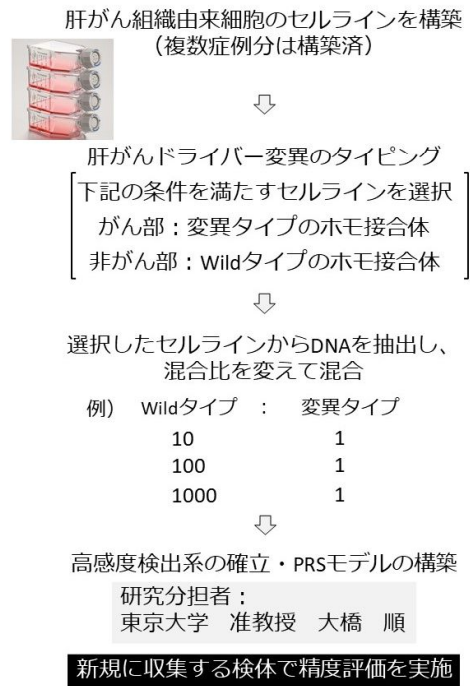 肝がん組織由来細胞のセルラインを構築
（複数症例分は構築済）
肝がんドライバー変異のタイピング
下記の条件を満たすセルラインを選択
がん部：変異タイプのホモ接合体
非がん部：Wildタイプのホモ接合体
選択したセルラインからDNAを抽出し、
混合比を変えて混合
例） Wildタイプ ： 変異タイプ
10 1
100 1
1000 1
高感度検出系の確立・PRSモデルの構築
研究分担者：
東京大学　准教授　大橋　順
新規に収集する検体で精度評価を実施